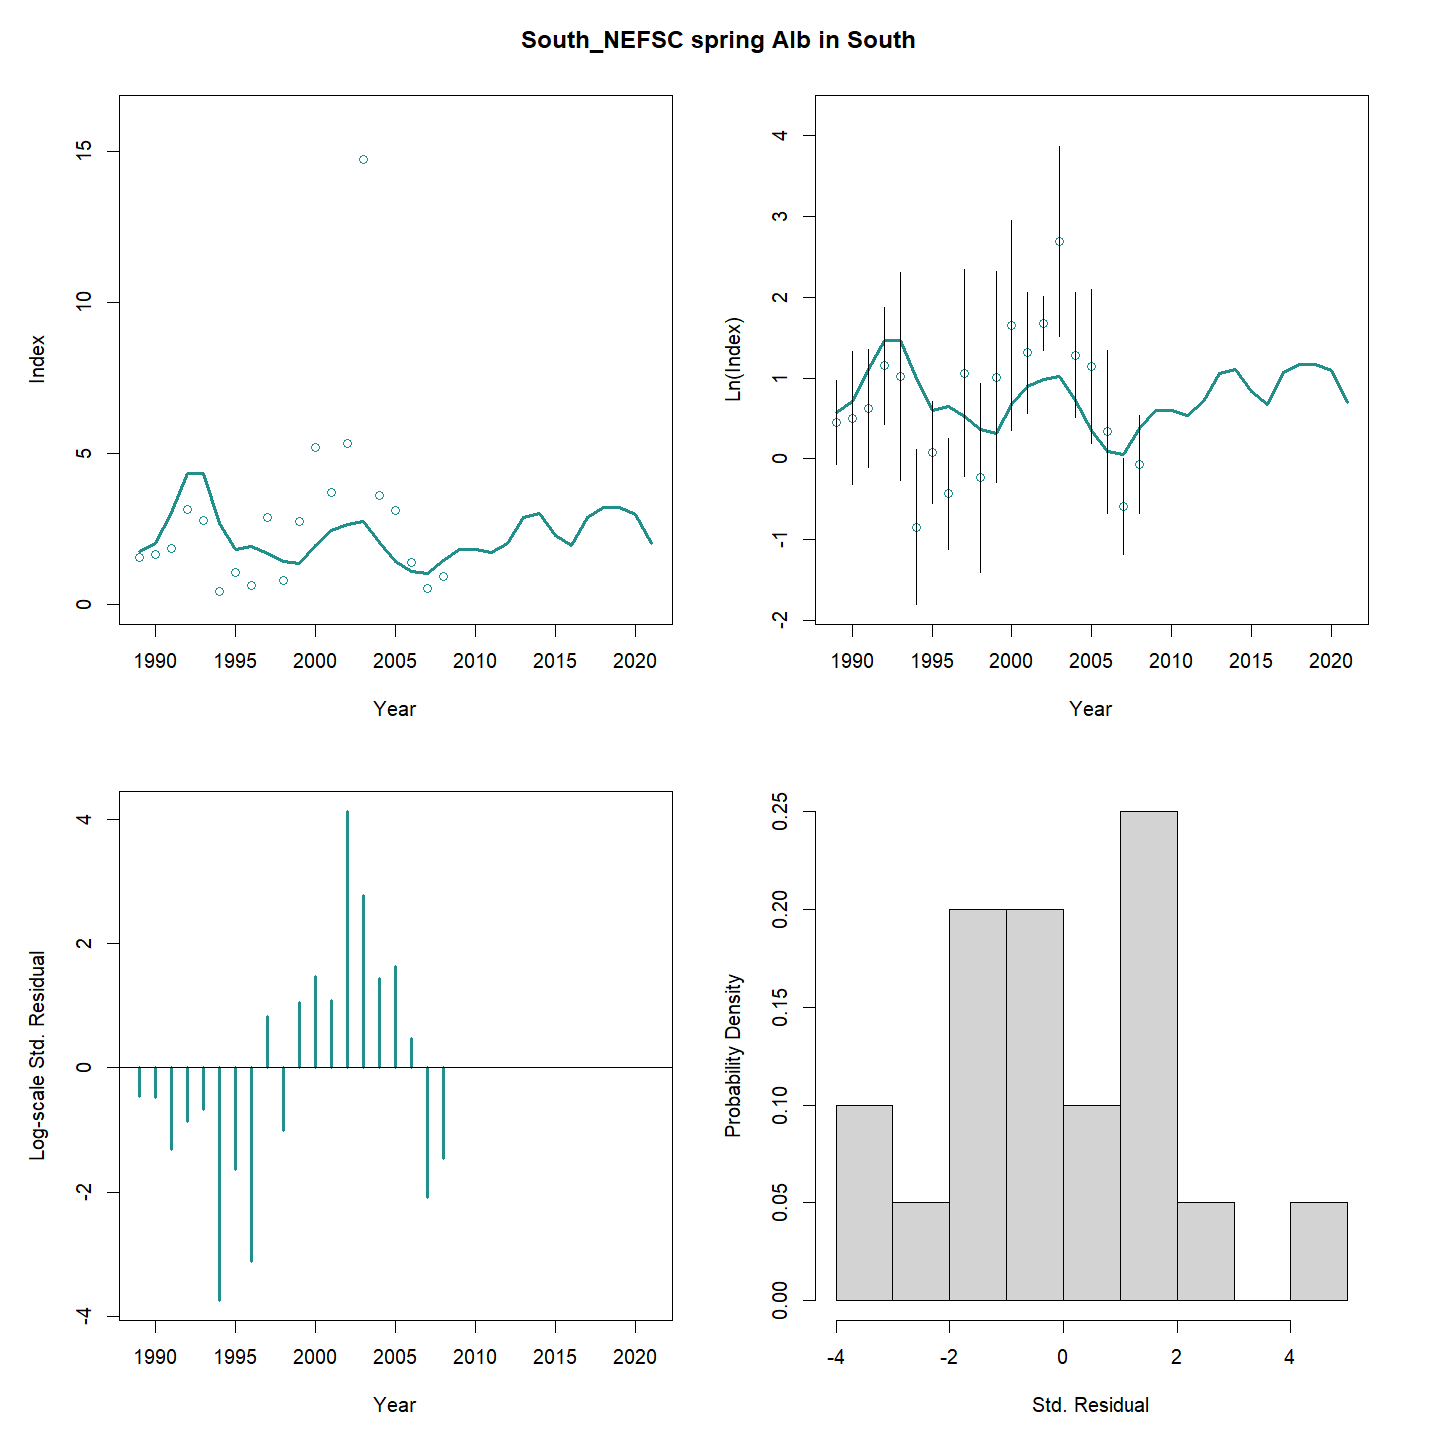 South_NEFSC spring Alb in South
Index
15
10
5
0
1990 1995 2000 2005 2010 2015 2020
Year
Ln(Index)
4
3
2
1
0
-1
-2
1990 1995 2000 2005 2010 2015 2020
Year
Log-scale Std. Residual
4
2
0
-2
-4
1990 1995 2000 2005 2010 2015 2020
Year
Probability Density
0.25
0.20
0.15
0.10
0.05
0.00
-4 -2 0 2 4
Std. Residual